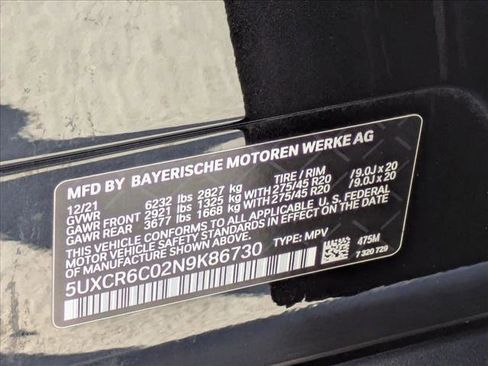 MFD BY BAYERISCHE MOTOREN WERKE AG
12/21 TIRE / RIM
GVWR 6232 lbs 2827 kg
GAWR FRONT 2921 lbs 1325 kg WITH 275/45 R20 /9.0J x 20
GAWR REAR 3677 lbs 1668 kg WITH 275/45 R20 /9.0J x 20
THIS VEHICLE CONFORMS TO ALL APPLICABLE U.S. FEDERAL
MOTOR VEHICLE SAFETY STANDARDS IN EFFECT ON THE DATE
OF MANUFACTURE SHOWN ABOVE.
5UXCR6C02N9K86730 TYPE: MPV
475M
7 320 729